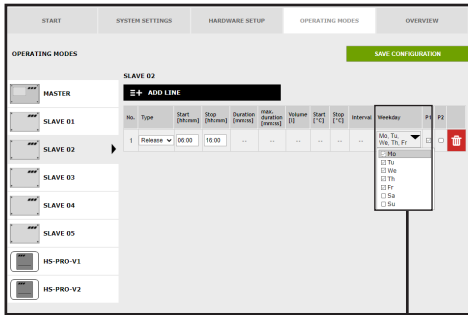 START SYSTEM SETTINGS HARDWARE SETUP OPERATING MODES OVERVIEW
OPERATING MODES SAVE CONFIGURATION
SLAVE 02
ADD LINE
MASTER
SLAVE 01
SLAVE 02
SLAVE 03
SLAVE 04
SLAVE 05
HS-PRO-V1
HS-PRO-V2
No. Type Start [hh:mm] Stop [hh:mm] Duration [mm:ss] max. duration [mm:ss] Volume [l] Start [°C] Stop [°C] Interval Weekday P1 P2
1 Release 06:00 16:00 -- -- -- -- -- -- Mo, Tu, We, Th, Fr
Mo
Tu
We
Th
Fr
Sa
Su